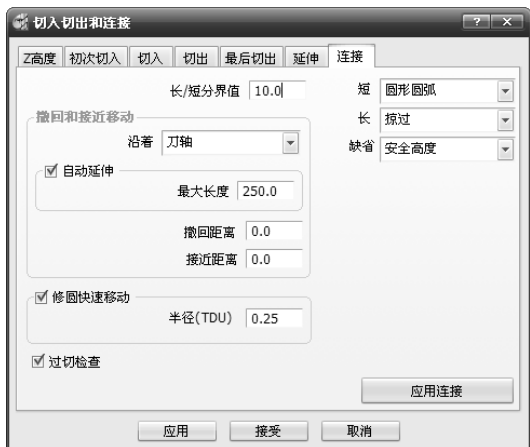 切入切出和连接
Z高度 初次切入 切入 切出 最后切出 延伸 连接
长/短分界值 10.0
撤回和接近移动
沿着 刀轴
自动延伸
最大长度 250.0
撤回距离 0.0
接近距离 0.0
修圆快速移动
半径(TDU) 0.25
过切检查
短 圆形圆弧
长 掠过
缺省 安全高度
应用连接
应用 接受 取消